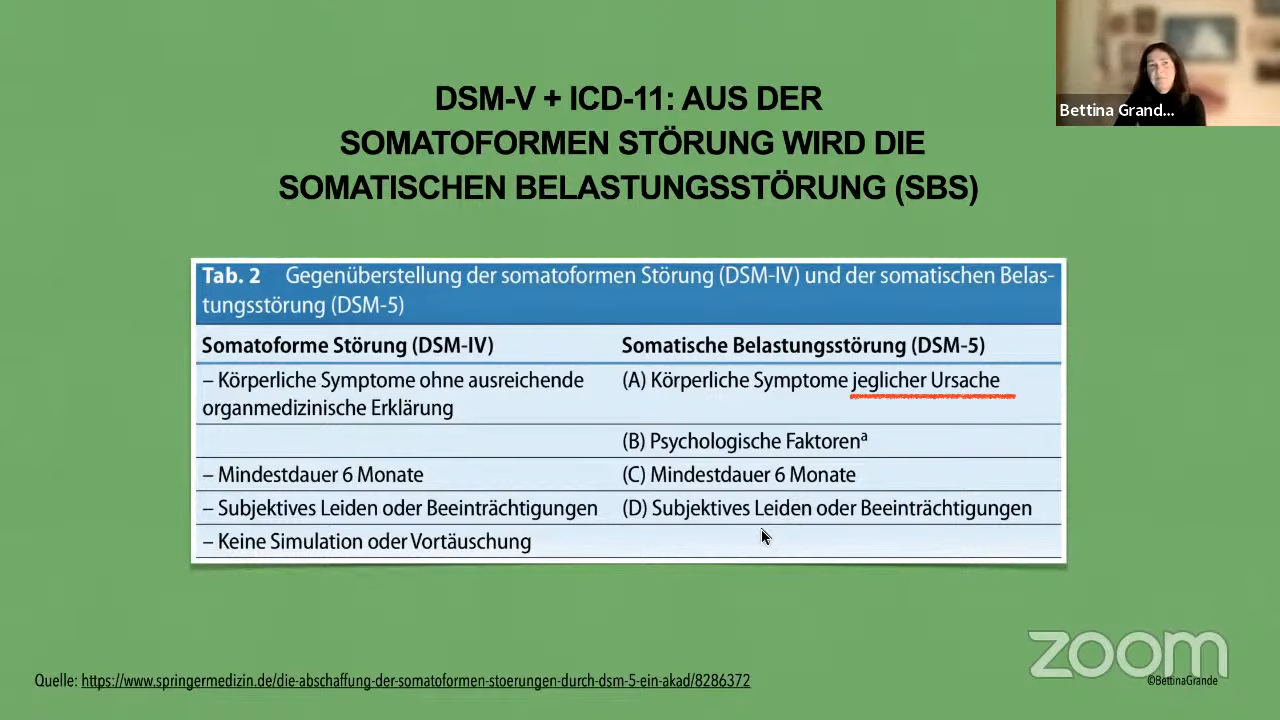 DSM-V + ICD-11: AUS DER
SOMATOFORMEN STÖRUNG WIRD DIE
SOMATISCHEN BELASTUNGSSTÖRUNG (SBS)
Bettina Grand...
Tab. 2 Gegenüberstellung der somatoformen Störung (DSM-IV) und der somatischen Belas-
tungsstörung (DSM-5)
Somatoforme Störung (DSM-IV) Somatische Belastungsstörung (DSM-5)
– Körperliche Symptome ohne ausreichende (A) Körperliche Symptome jeglicher Ursache
organmedizinische Erklärung
(B) Psychologische Faktorenᵃ
– Mindestdauer 6 Monate (C) Mindestdauer 6 Monate
– Subjektives Leiden oder Beeinträchtigungen (D) Subjektives Leiden oder Beeinträchtigungen
– Keine Simulation oder Vortäuschung
zoom
Quelle: https://www.springermedizin.de/die-abschaffung-der-somatoformen-stoerungen-durch-dsm-5-ein-akad/8286372
©BettinaGrande